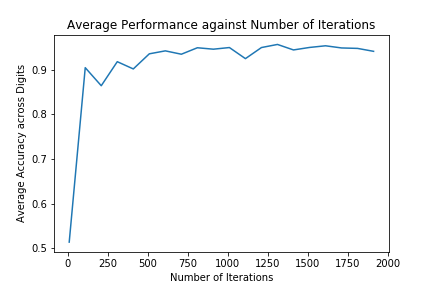 Average Performance against Number of Iterations
Average Accuracy across Digits
0.9
0.8
0.7
0.6
0.5
0 250 500 750 1000 1250 1500 1750 2000
Number of Iterations